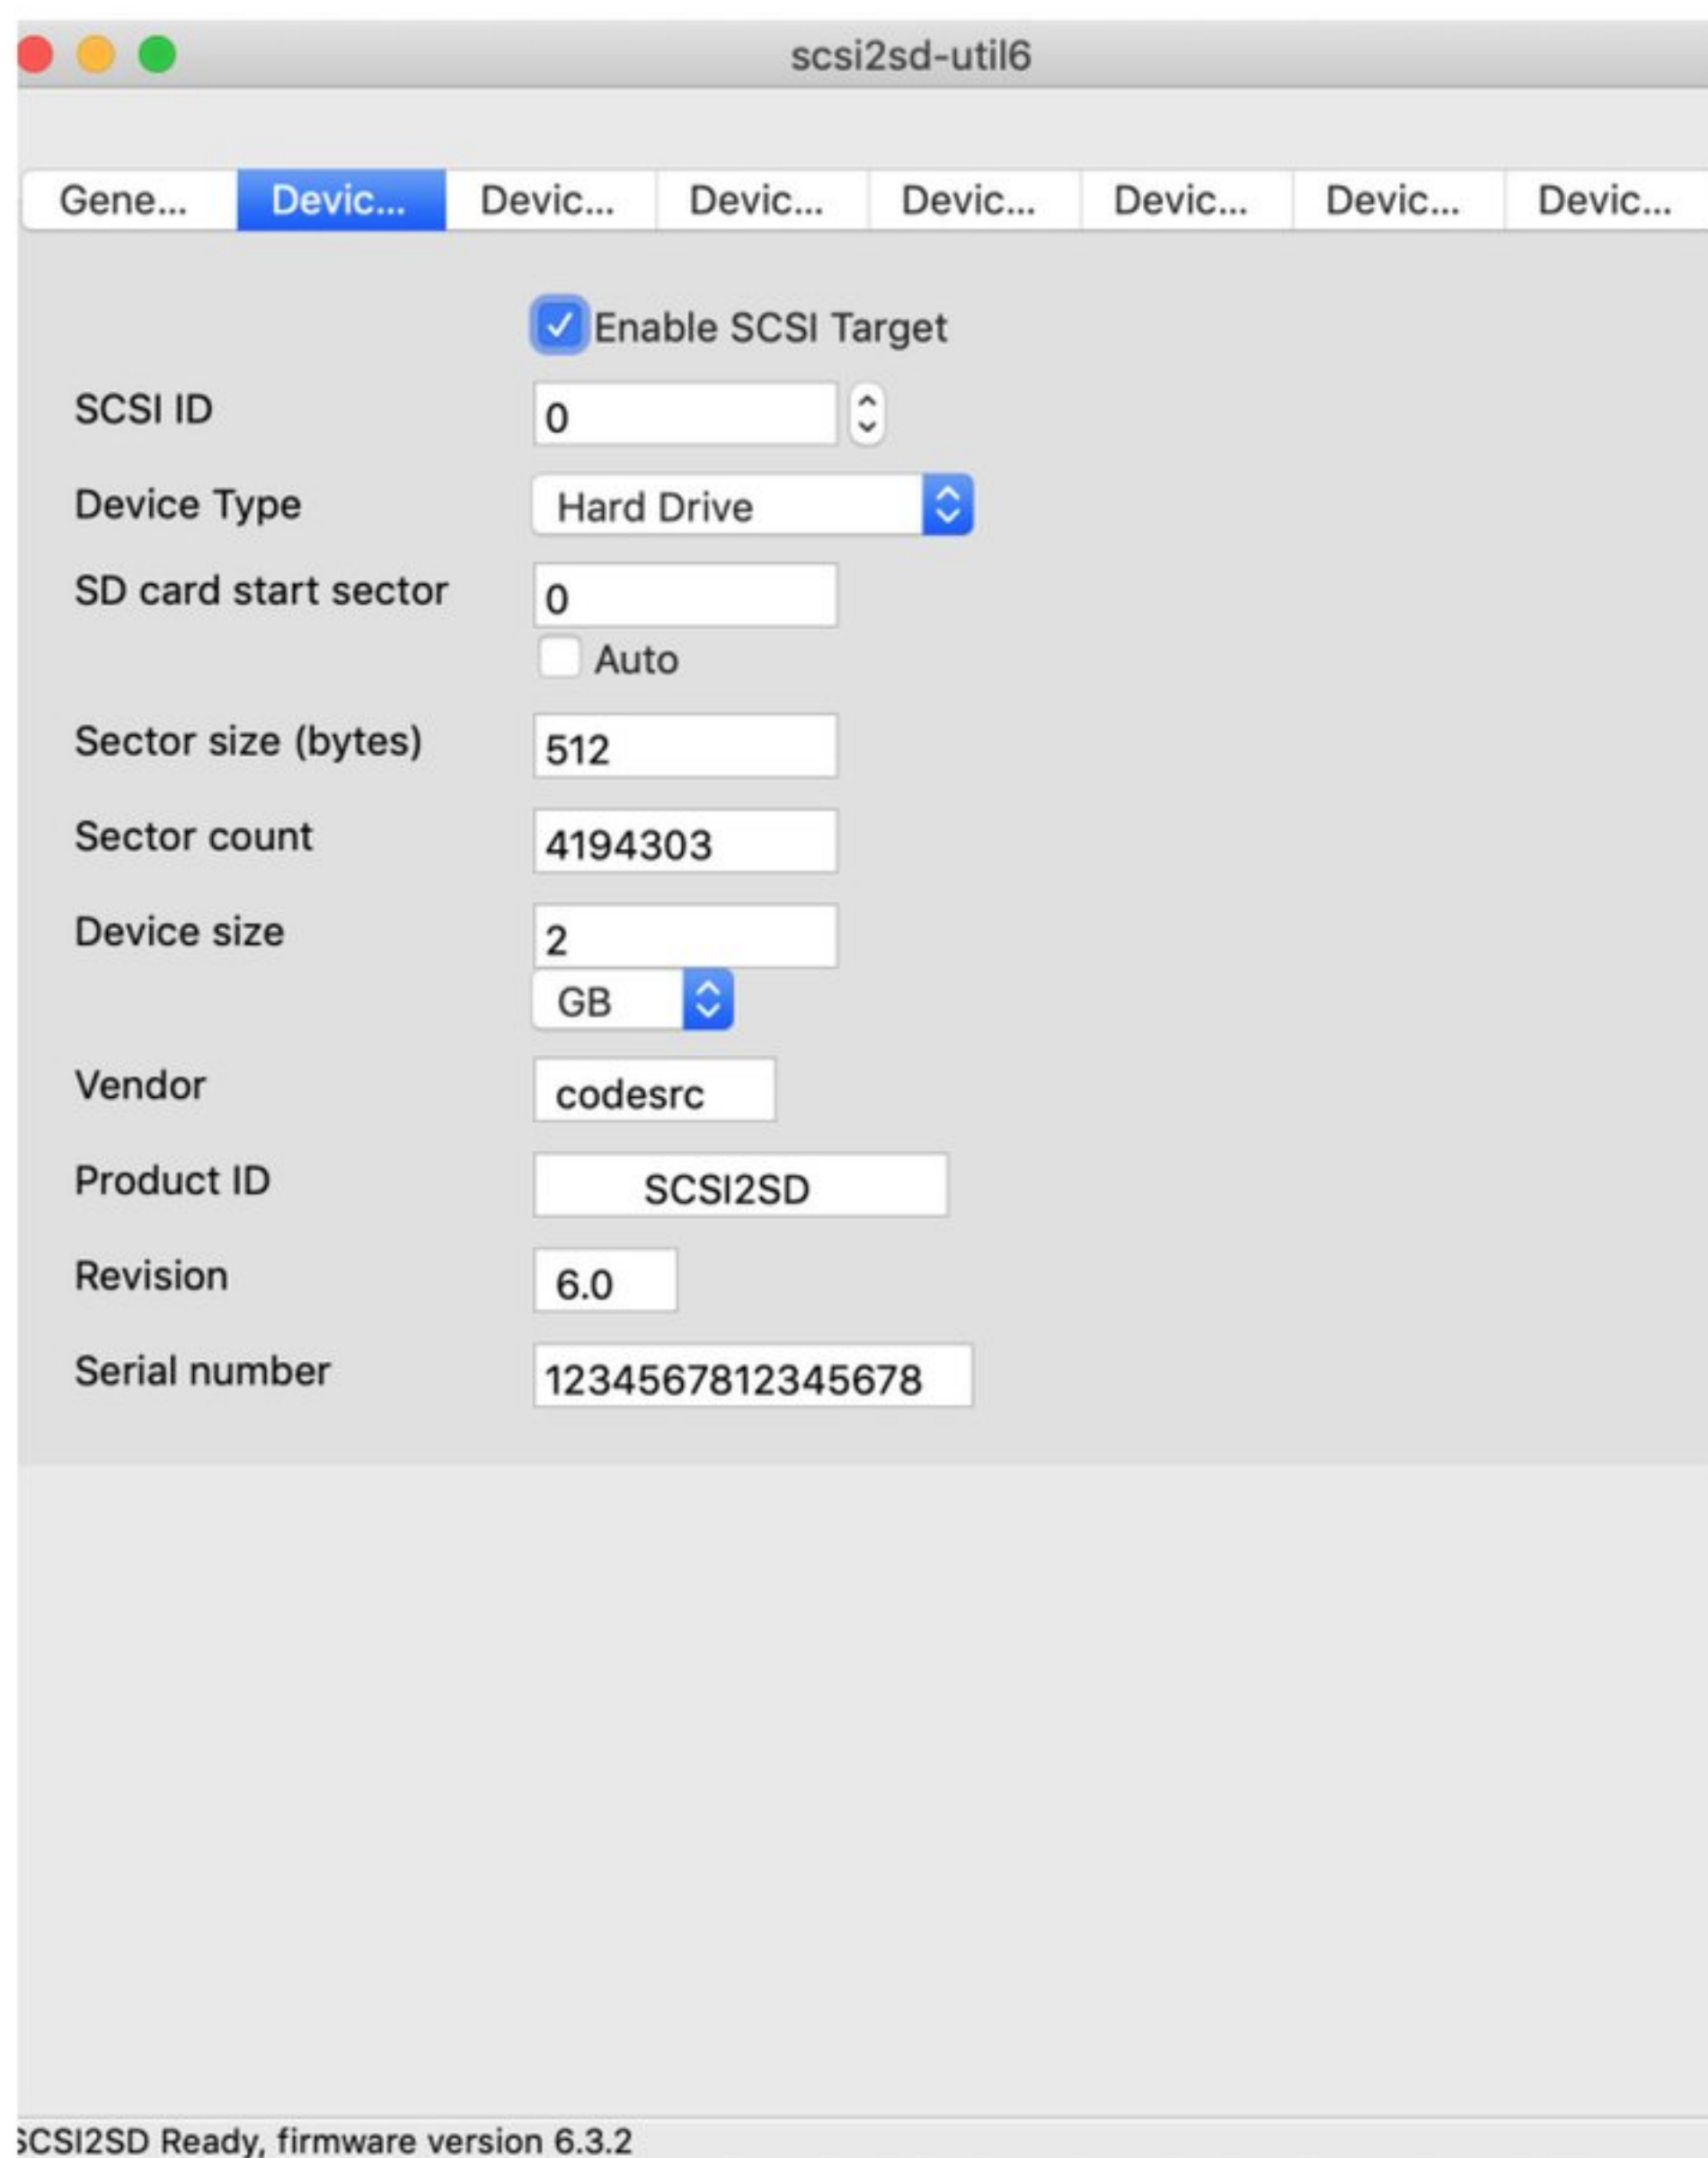 scsi2sd-util6
Gene... Devic... Devic... Devic... Devic... Devic... Devic... Devic...
Enable SCSI Target
SCSI ID 0
Device Type Hard Drive
SD card start sector 0
Auto
Sector size (bytes) 512
Sector count 4194303
Device size 2
GB
Vendor codesrc
Product ID SCSI2SD
Revision 6.0
Serial number 1234567812345678
SCSI2SD Ready, firmware version 6.3.2